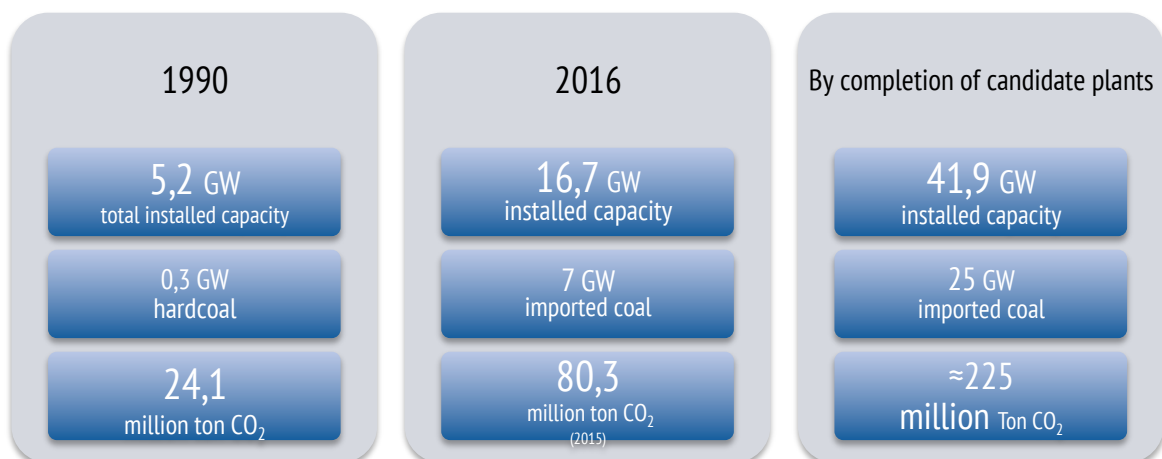 1990
5,2 GW
total installed capacity
0,3 GW
hardcoal
24,1
million ton CO₂
2016
16,7 GW
installed capacity
7 GW
imported coal
80,3
million ton CO₂
(2015)
By completion of candidate plants
41,9 GW
installed capacity
25 GW
imported coal
≈225
million Ton CO₂